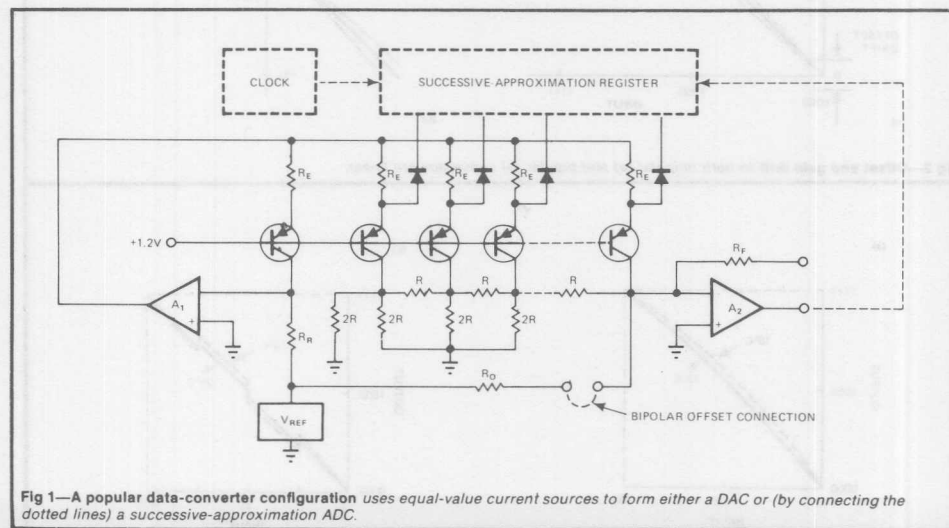 CLOCK
SUCCESSIVE-APPROXIMATION REGISTER
RE
RE
RE
RE
RE
+1.2V
RF
A1
+
R
R
R
A2
+
2R
2R
2R
2R
RR
RO
VREF
BIPOLAR OFFSET CONNECTION
Fig 1—A popular data-converter configuration uses equal-value current sources to form either a DAC or (by connecting the
dotted lines) a successive-approximation ADC.